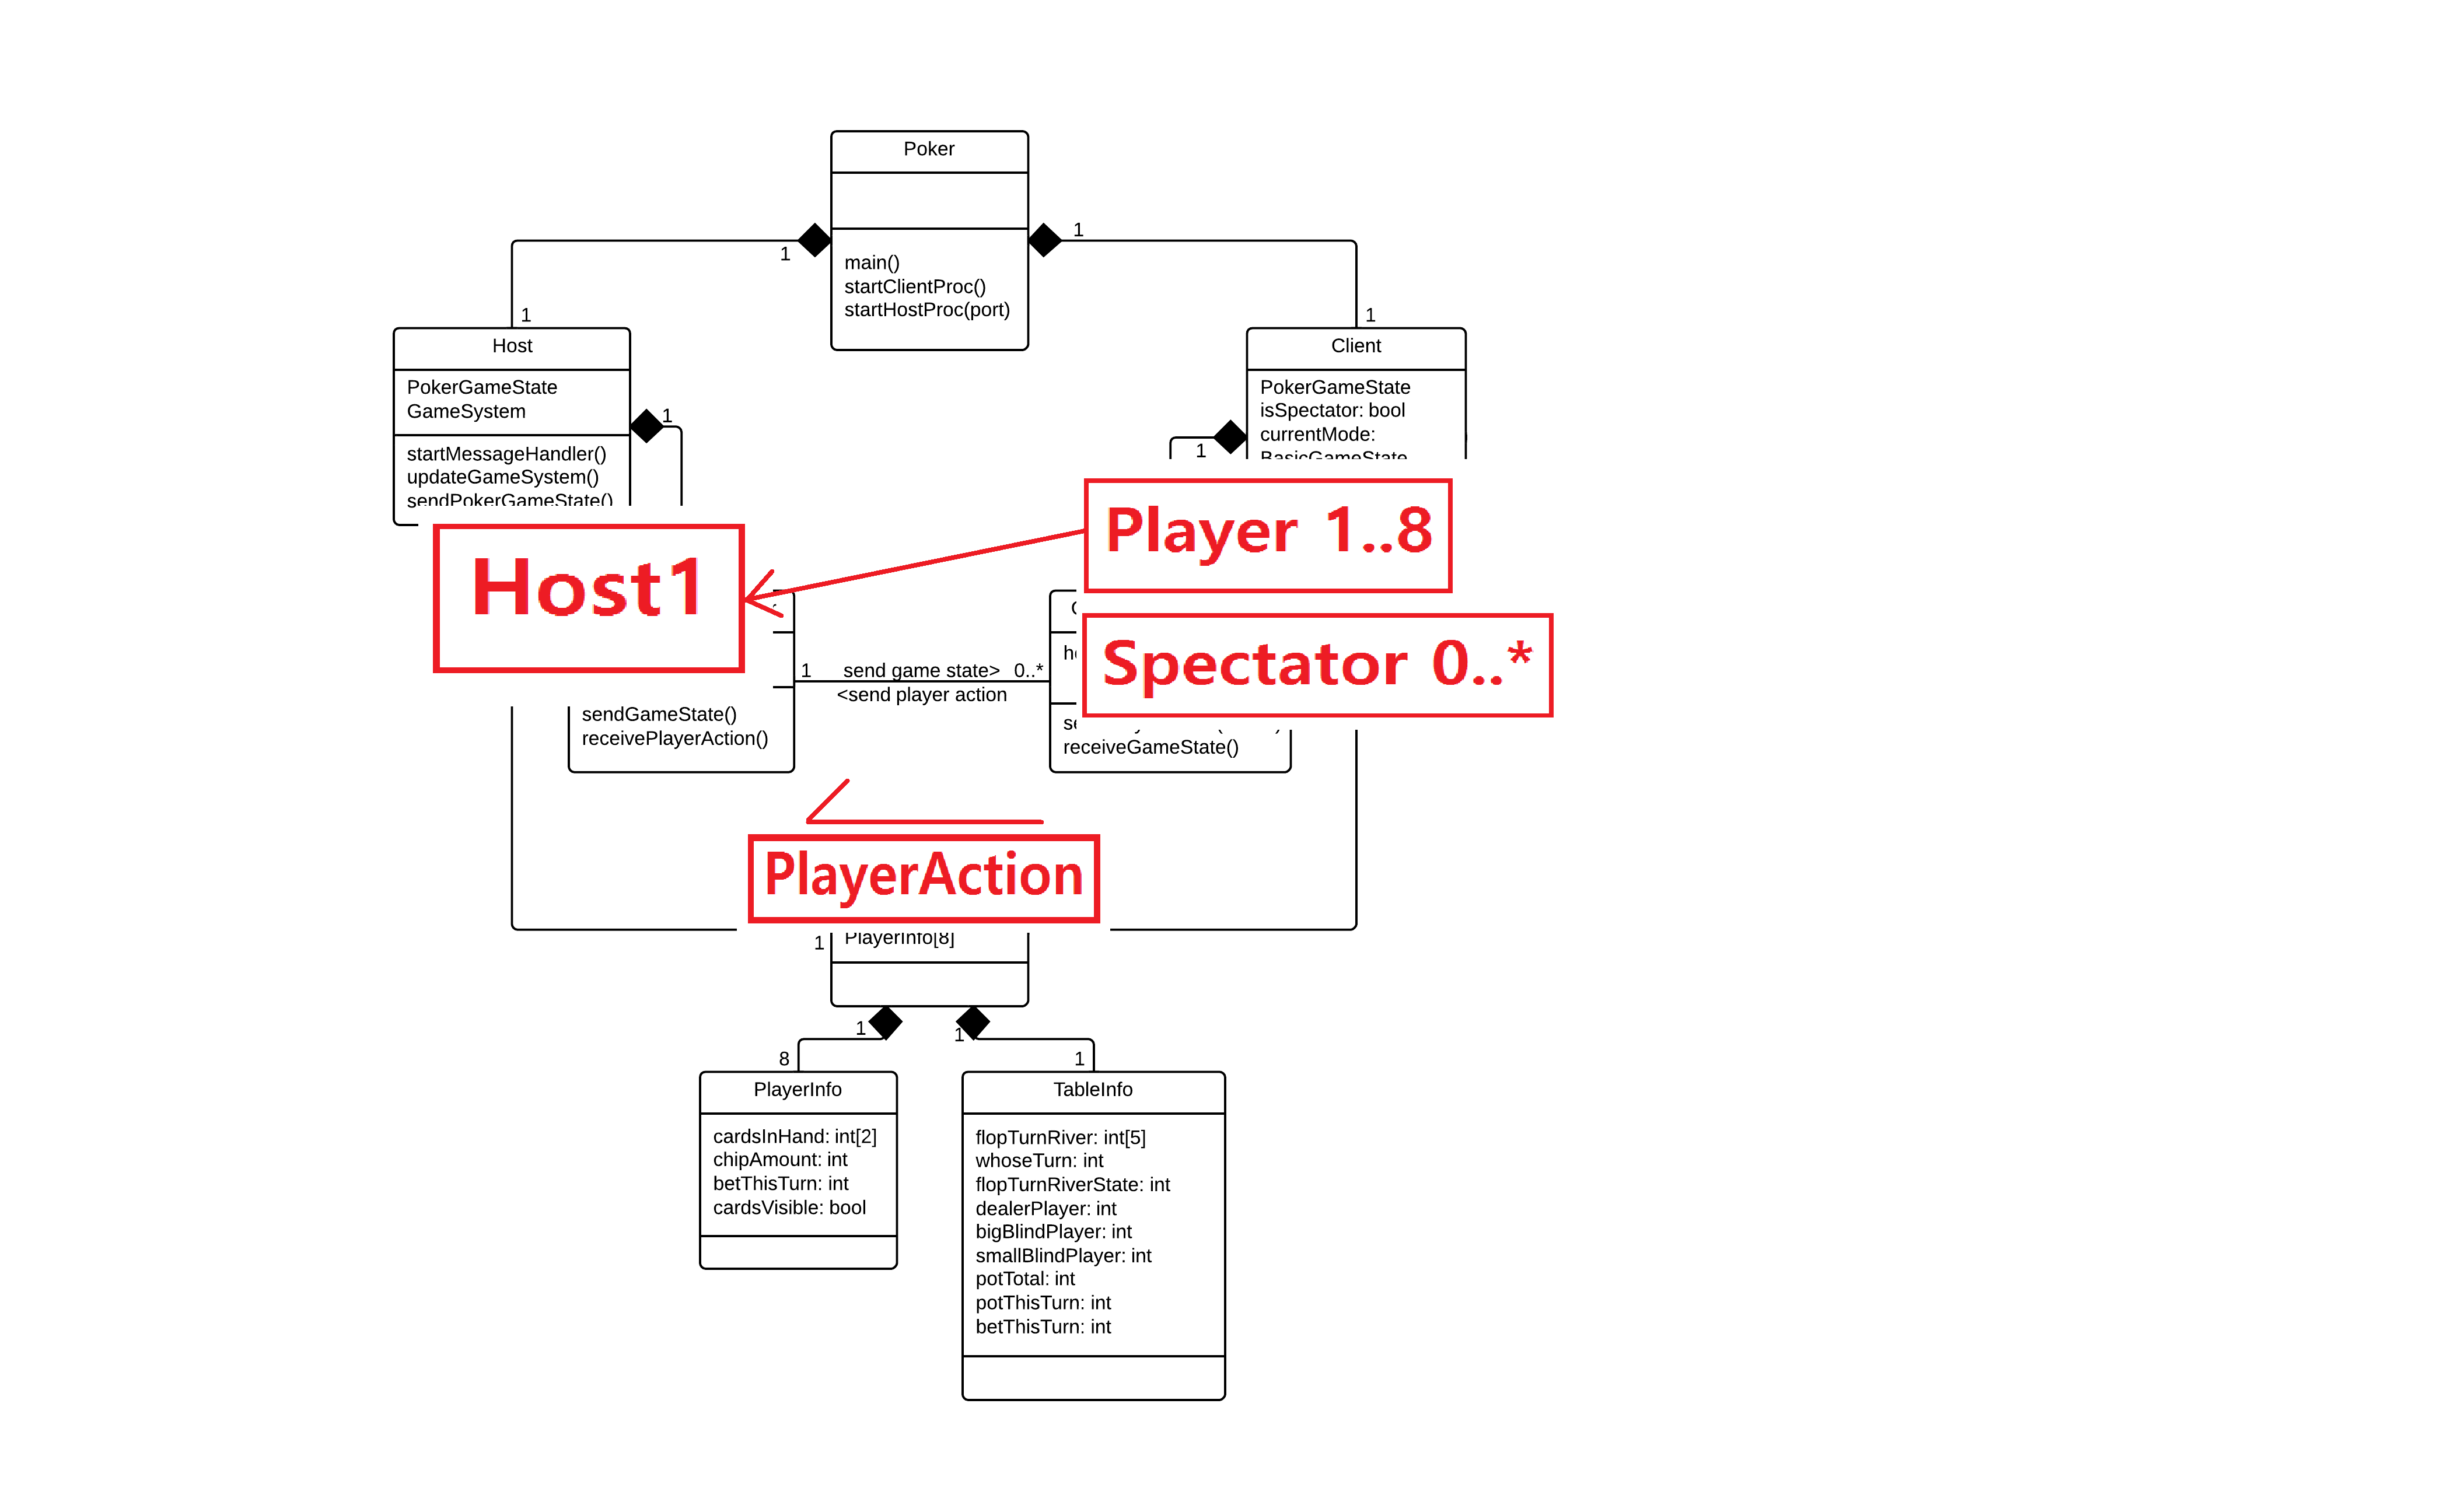 Poker
main()
startClientProc()
startHostProc(port)
1
1
1
1
Host
PokerGameState
GameSystem
startMessageHandler()
updateGameSystem()
sendPokerGameState()
1
Client
PokerGameState
isSpectator: bool
currentMode:
BasicGameState
1
Host1
Player 1..8
Spectator 0..*
1
send game state>
0..*
<send player action
sendGameState()
receivePlayerAction()
receiveGameState()
PlayerAction
1
PlayerInfo[8]
1
1
8
1
PlayerInfo
cardsInHand: int[2]
chipAmount: int
betThisTurn: int
cardsVisible: bool
TableInfo
flopTurnRiver: int[5]
whoseTurn: int
flopTurnRiverState: int
dealerPlayer: int
bigBlindPlayer: int
smallBlindPlayer: int
potTotal: int
potThisTurn: int
betThisTurn: int